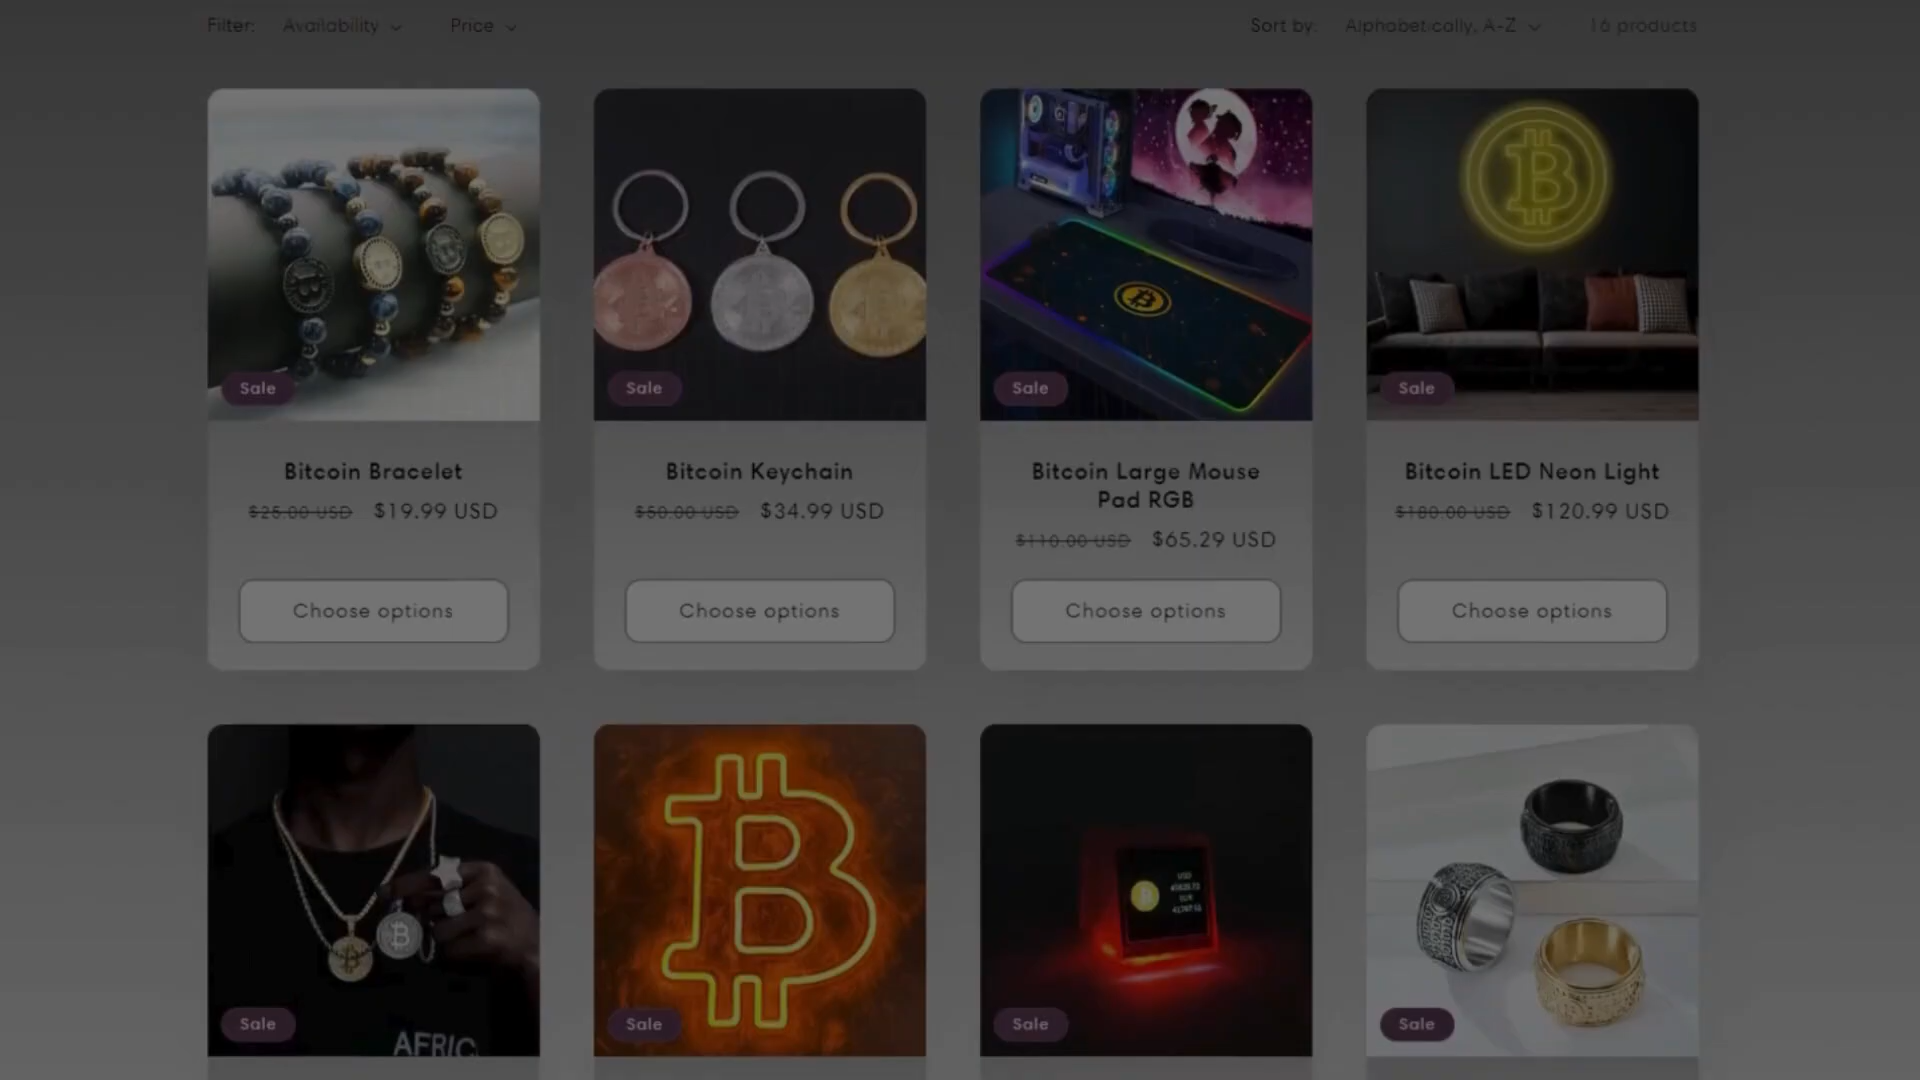 Filter: Availability Price Sort by: Alphabetically, A-Z 16 products
Sale Sale Sale Sale
Bitcoin Bracelet
$25.00 USD $19.99 USD
Choose options
Bitcoin Keychain
$50.00 USD $34.99 USD
Choose options
Bitcoin Large Mouse
Pad RGB
$110.00 USD $65.29 USD
Choose options
Bitcoin LED Neon Light
$180.00 USD $120.99 USD
Choose options
USD
EUR
AFRIC
Sale Sale Sale Sale